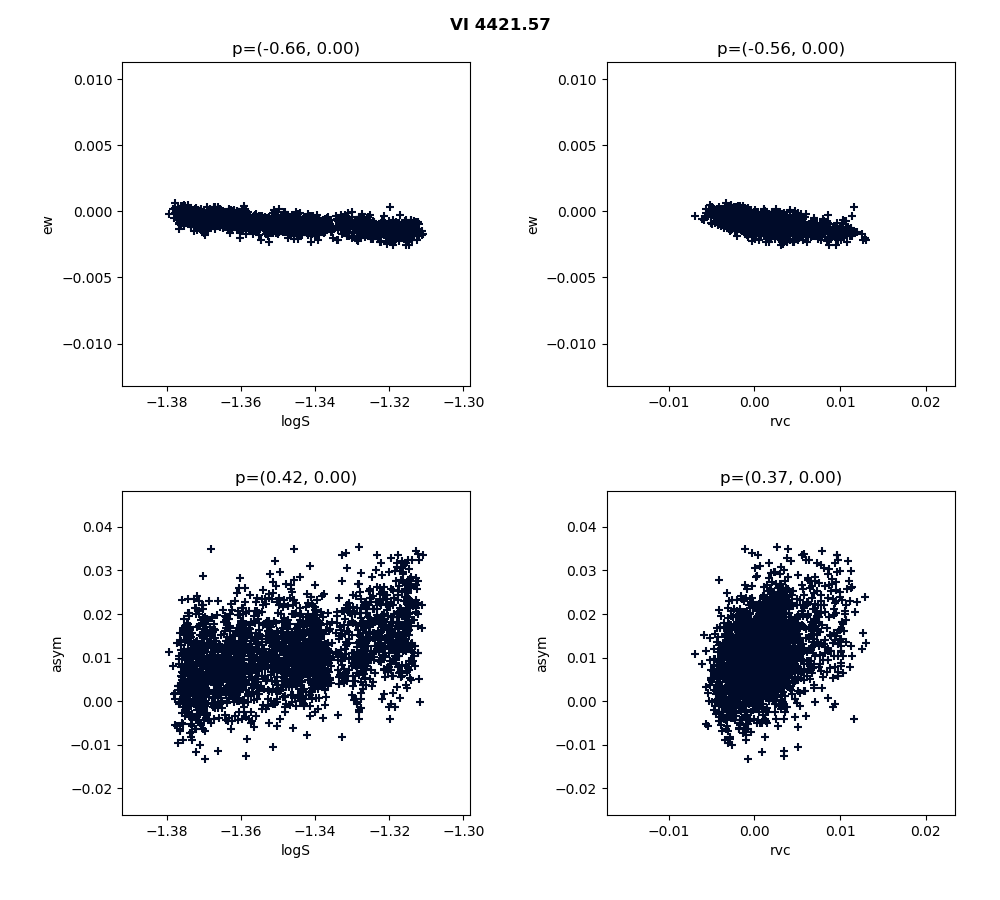 VI 4421.57
p=(-0.66, 0.00)
p=(-0.56, 0.00)
0.010
0.005
0.000
−0.005
−0.010
ew
−1.38 −1.36 −1.34 −1.32 −1.30
logS
0.010
0.005
0.000
−0.005
−0.010
ew
−0.01 0.00 0.01 0.02
rvc
p=(0.42, 0.00)
p=(0.37, 0.00)
0.04
0.03
0.02
0.01
0.00
−0.01
−0.02
asym
−1.38 −1.36 −1.34 −1.32 −1.30
logS
0.04
0.03
0.02
0.01
0.00
−0.01
−0.02
asym
−0.01 0.00 0.01 0.02
rvc